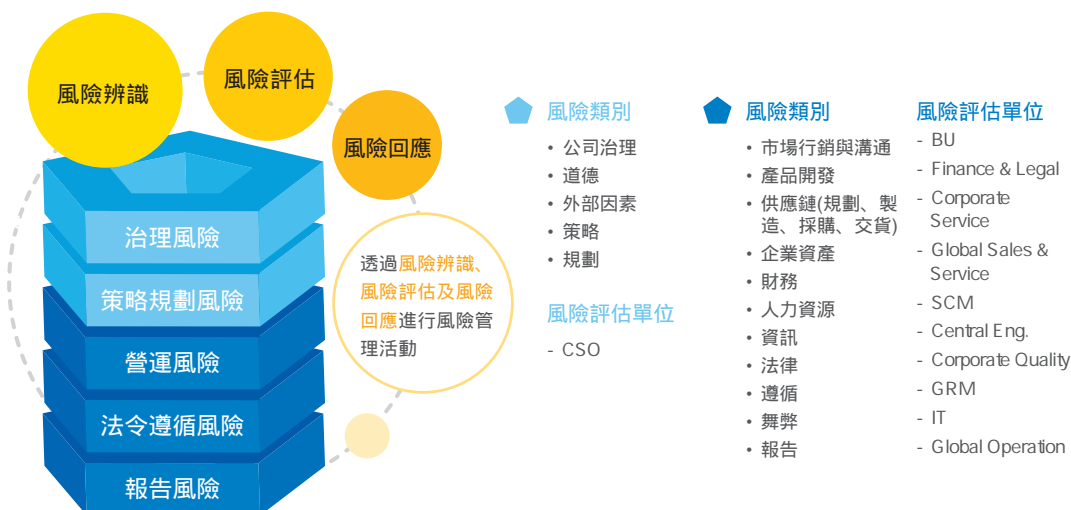 風險辨識
風險評估
風險回應
治理風險
策略規劃風險
營運風險
法令遵循風險
報告風險
透過風險辨識、
風險評估及風險
回應進行風險管
理活動
風險類別
• 公司治理
• 道德
• 外部因素
• 策略
• 規劃
風險評估單位
- CSO
風險類別
• 市場行銷與溝通
• 產品開發
• 供應鏈(規劃、製
造、採購、交貨)
• 企業資產
• 財務
• 人力資源
• 資訊
• 法律
• 遵循
• 舞弊
• 報告
風險評估單位
- BU
- Finance & Legal
- Corporate
Service
- Global Sales &
Service
- SCM
- Central Eng.
- Corporate Quality
- GRM
- IT
- Global Operation